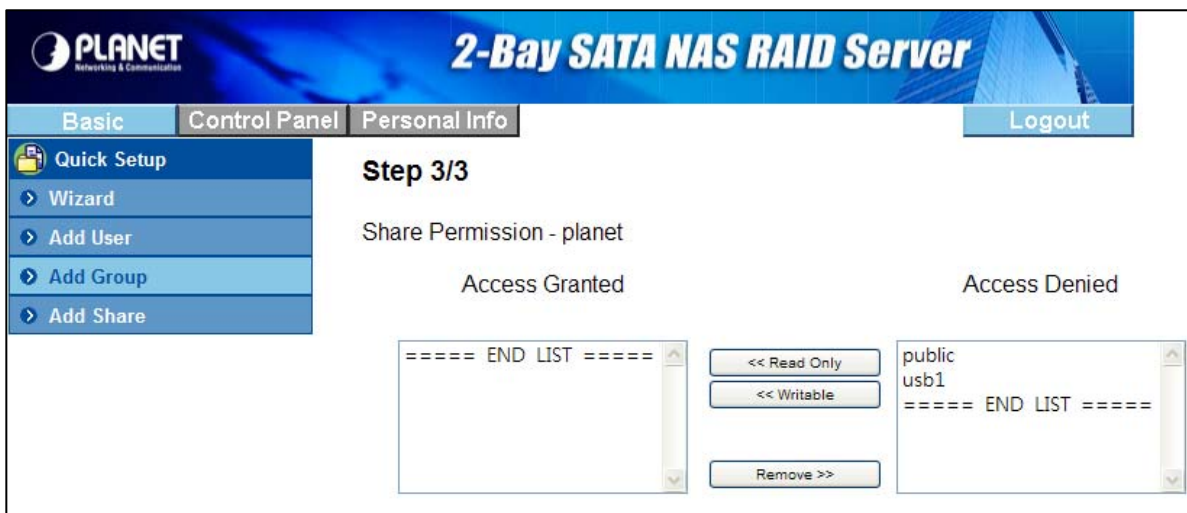 PLANET
Networking & Communication
2-Bay SATA NAS RAID Server
Basic
Control Panel
Personal Info
Logout
Quick Setup
Wizard
Add User
Add Group
Add Share
Step 3/3
Share Permission - planet
Access Granted
Access Denied
===== END LIST =====
<< Read Only
<< Writable
Remove >>
public
usb1
===== END LIST =====